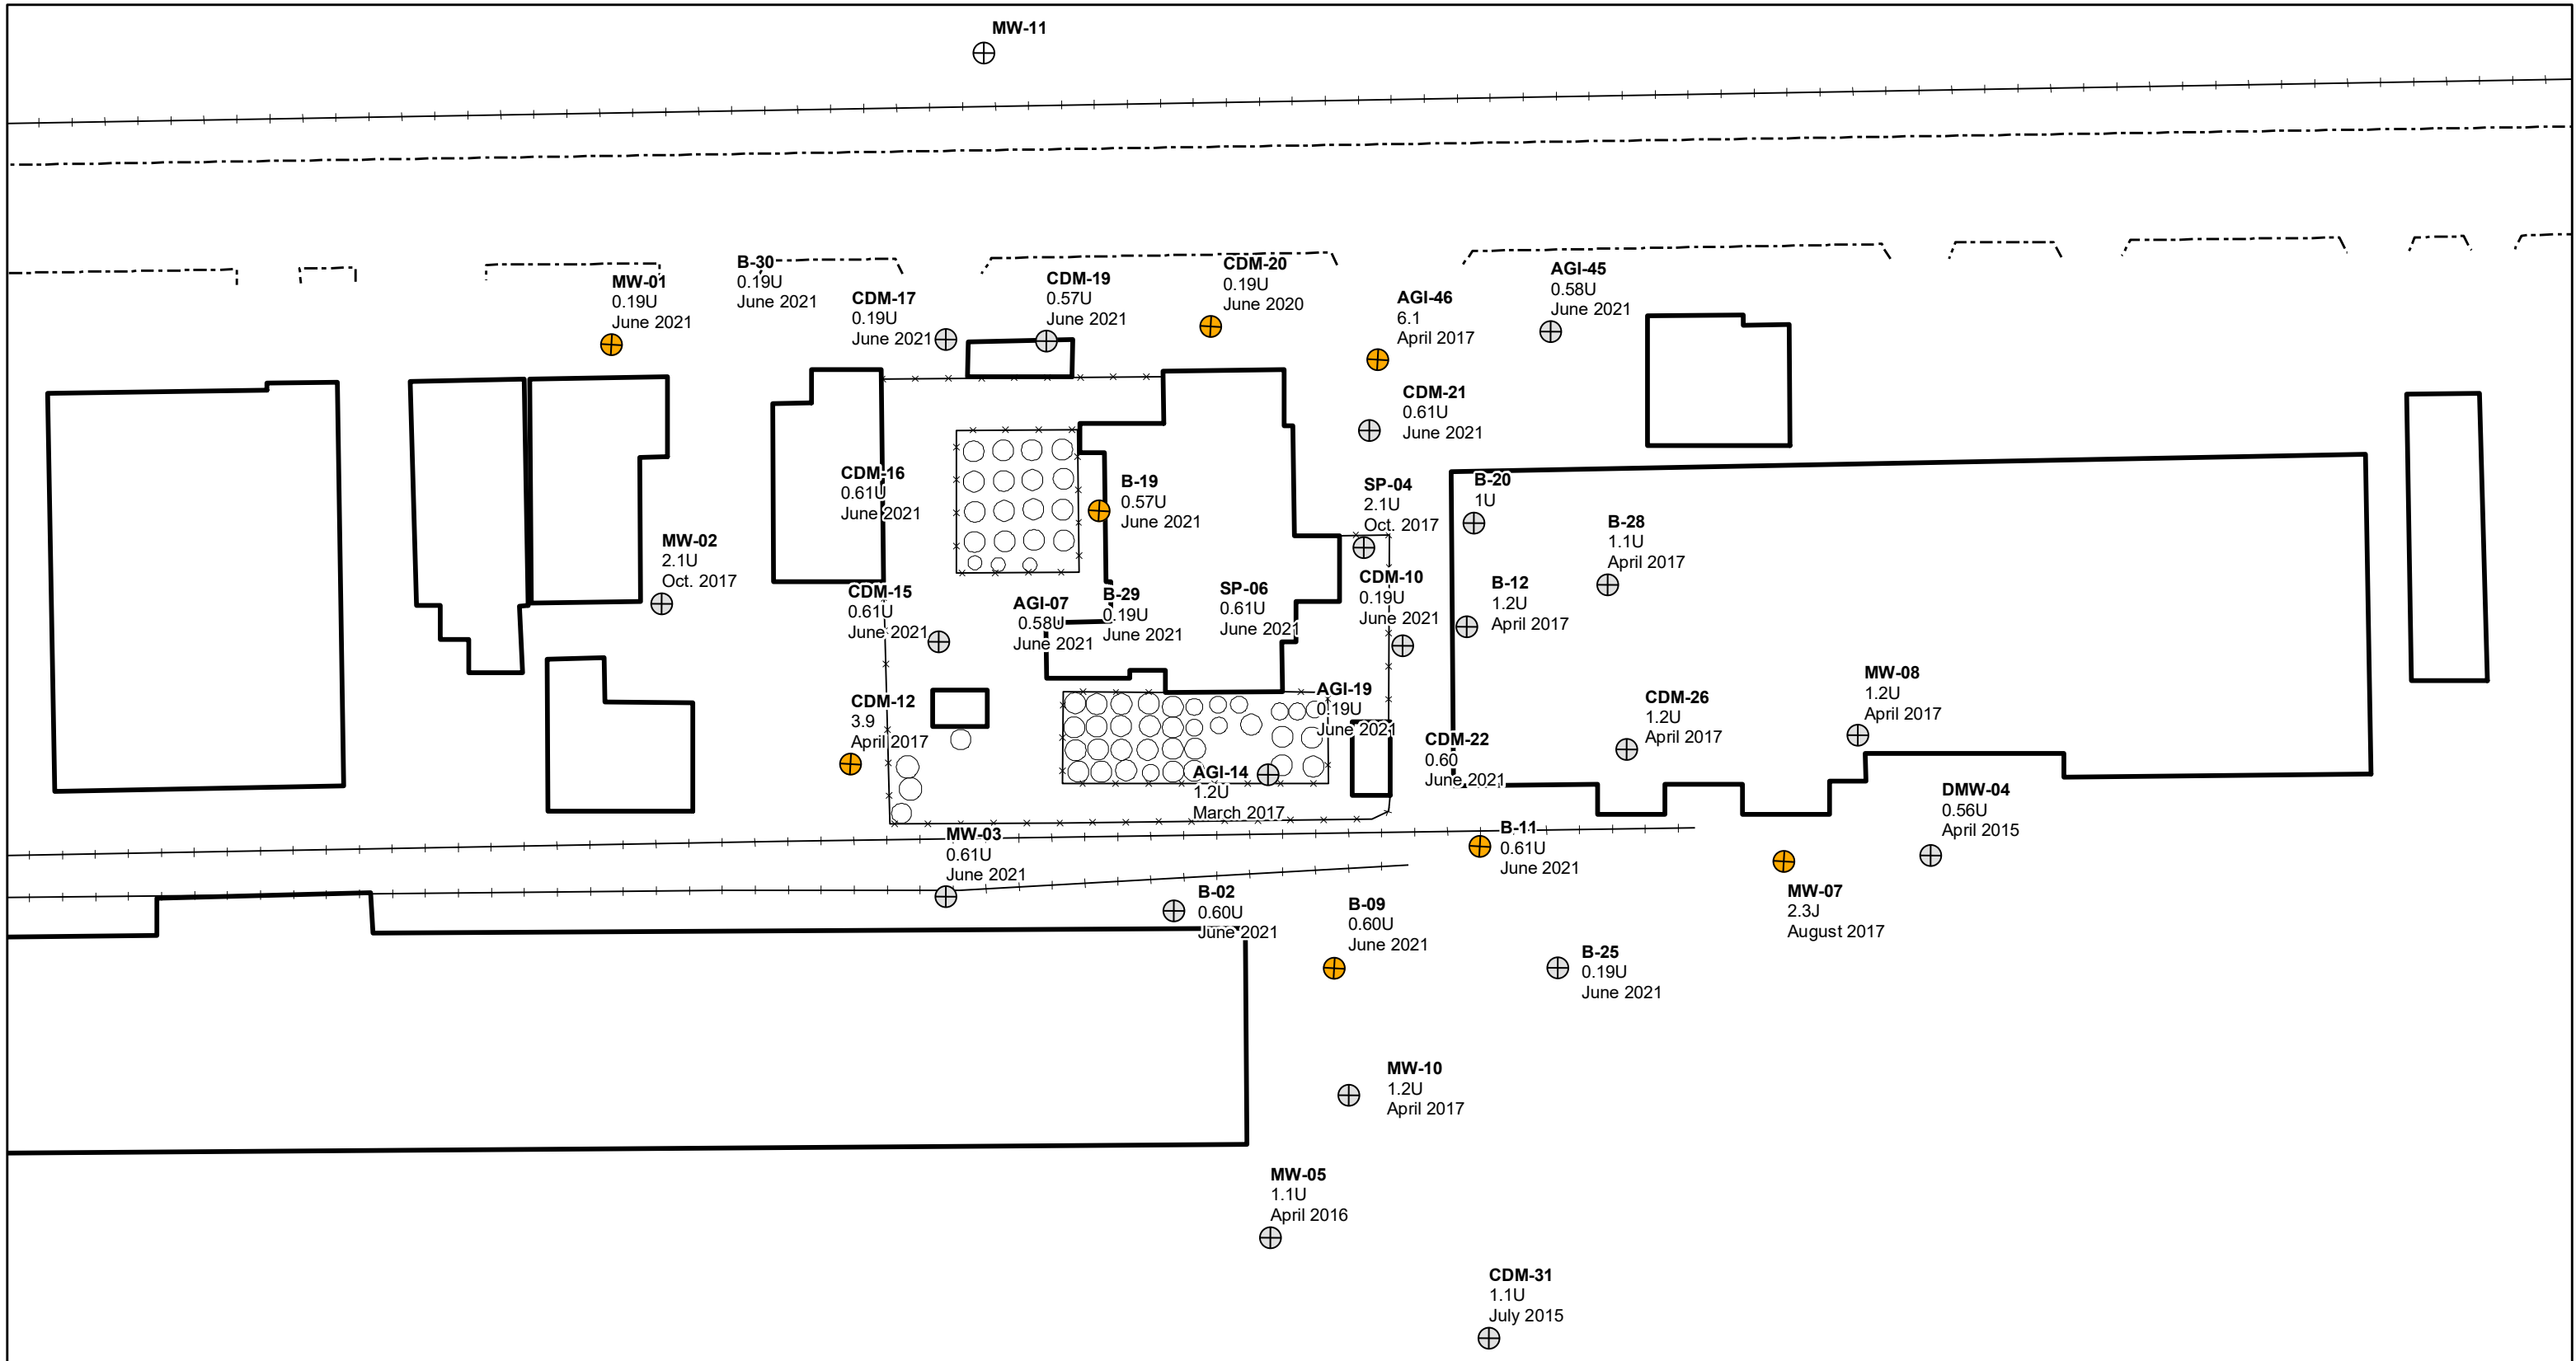 MW-11
B-30
0.19U
June 2021
MW-01
0.19U
June 2021
CDM-17
0.19U
June 2021
CDM-19
0.57U
June 2021
CDM-20
0.19U
June 2020
AGI-46
6.1
April 2017
AGI-45
0.58U
June 2021
CDM-21
0.61U
June 2021
CDM-16
0.61U
June 2021
B-19
0.57U
June 2021
SP-04
2.1U
Oct. 2017
B-20
1U
B-28
1.1U
April 2017
MW-02
2.1U
Oct. 2017
CDM-15
0.61U
June 2021
AGI-07
0.58U
June 2021
B-29
0.19U
June 2021
SP-06
0.61U
June 2021
CDM-10
0.19U
June 2021
B-12
1.2U
April 2017
CDM-12
3.9
April 2017
AGI-19
0.19U
June 2021
CDM-22
0.60
June 2021
CDM-26
1.2U
April 2017
MW-08
1.2U
April 2017
AGI-14
1.2U
March 2017
DMW-04
0.56U
April 2015
MW-03
0.61U
June 2021
B-11
0.61U
June 2021
B-02
0.60U
June 2021
B-09
0.60U
June 2021
MW-07
2.3J
August 2017
B-25
0.19U
June 2021
MW-10
1.2U
April 2017
MW-05
1.1U
April 2016
CDM-31
1.1U
July 2015